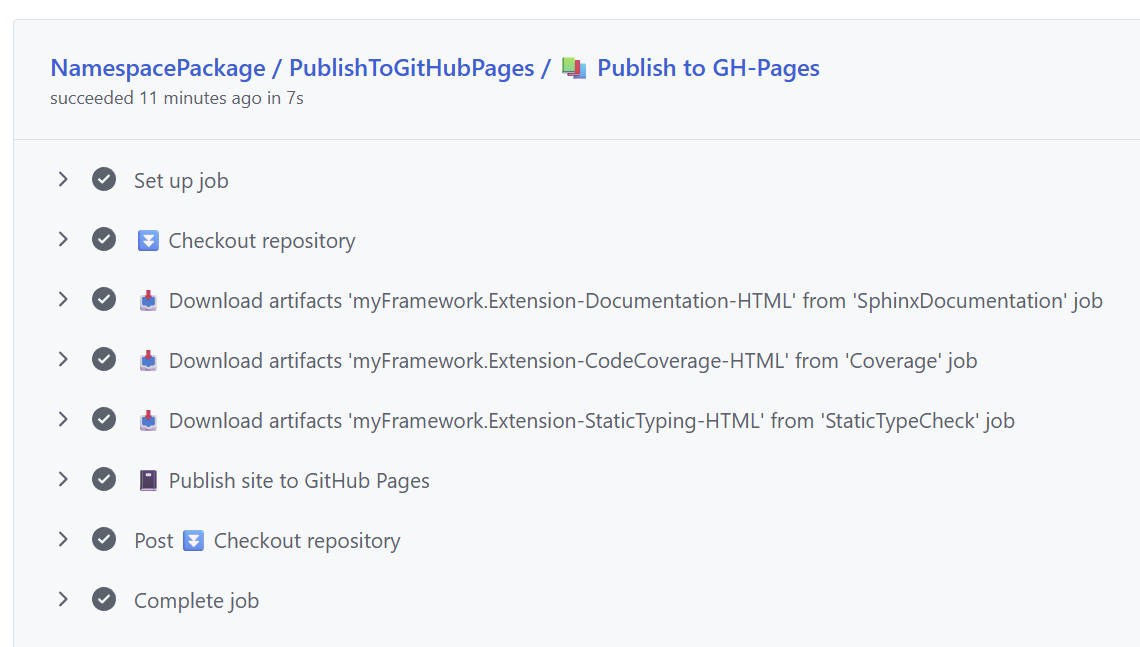 NamespacePackage / PublishToGitHubPages / 📚 Publish to GH-Pages
succeeded 11 minutes ago in 7s
Set up job
⏬ Checkout repository
📥 Download artifacts 'myFramework.Extension-Documentation-HTML' from 'SphinxDocumentation' job
📥 Download artifacts 'myFramework.Extension-CodeCoverage-HTML' from 'Coverage' job
📥 Download artifacts 'myFramework.Extension-StaticTyping-HTML' from 'StaticTypeCheck' job
📓 Publish site to GitHub Pages
Post ⏬ Checkout repository
Complete job